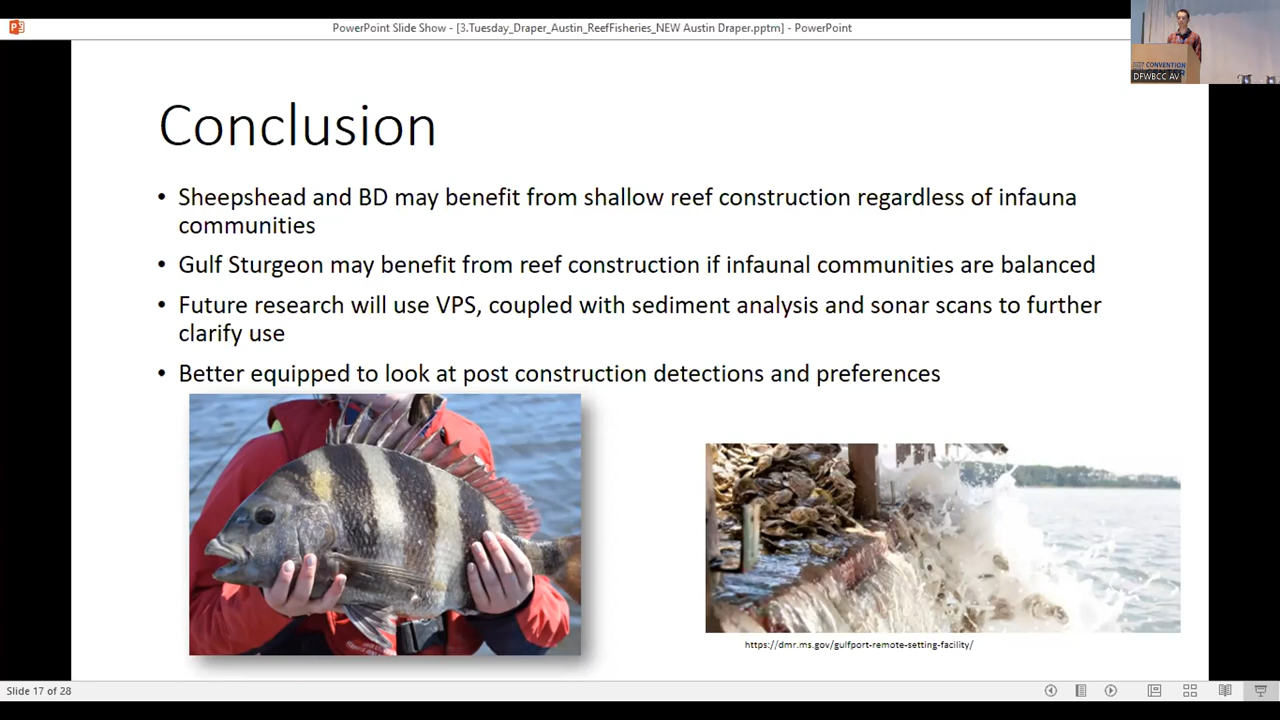 PowerPoint Slide Show - [3.Tuesday_Draper_Austin_ReefFisheries_NEW Austin Draper.pptm] - PowerPoint
CONVENTION
DFWBCC AV
Conclusion
• Sheepshead and BD may benefit from shallow reef construction regardless of infauna
communities
• Gulf Sturgeon may benefit from reef construction if infaunal communities are balanced
• Future research will use VPS, coupled with sediment analysis and sonar scans to further
clarify use
• Better equipped to look at post construction detections and preferences
https://dmr.ms.gov/gulfport-remote-setting-facility/
Slide 17 of 28